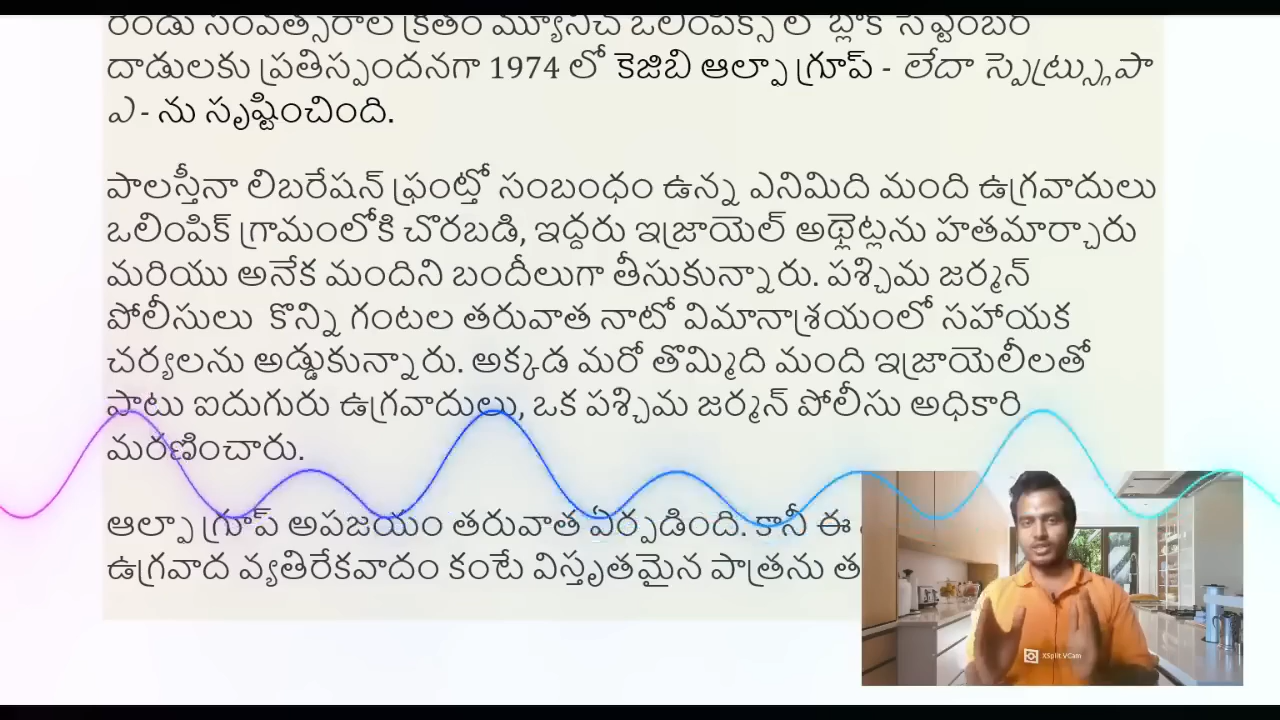 రెండు సంవత్సరాల క్రితం మ్యూనిచ్ ఒలింపిక్స్ లో బ్లాక్ సెప్టెంబర్
దాడులకు ప్రతిస్పందనగా 1974 లో కెజిబి ఆల్ఫా గ్రూప్ - లేదా స్పెట్స్గ్రుపా
ఎ - ను సృష్టించింది.
పాలస్తీనా లిబరేషన్ ఫ్రంట్తో సంబంధం ఉన్న ఎనిమిది మంది ఉగ్రవాదులు
ఒలింపిక్ గ్రామంలోకి చొరబడి, ఇద్దరు ఇజ్రాయెల్ అథ్లెట్లను హతమార్చారు
మరియు అనేక మందిని బందీలుగా తీసుకున్నారు. పశ్చిమ జర్మన్
పోలీసులు కొన్ని గంటల తరువాత నాటో విమానాశ్రయంలో సహాయక
చర్యలను అడ్డుకున్నారు. అక్కడ మరో తొమ్మిది మంది ఇజ్రాయెలీలతో
పాటు ఐదుగురు ఉగ్రవాదులు, ఒక పశ్చిమ జర్మన్ పోలీసు అధికారి
మరణించారు.
ఆల్ఫా గ్రూప్ అపజయం తరువాత ఏర్పడింది. కానీ ఈ
ఉగ్రవాద వ్యతిరేకవాదం కంటే విస్తృతమైన పాత్రను త
XSplit VCam